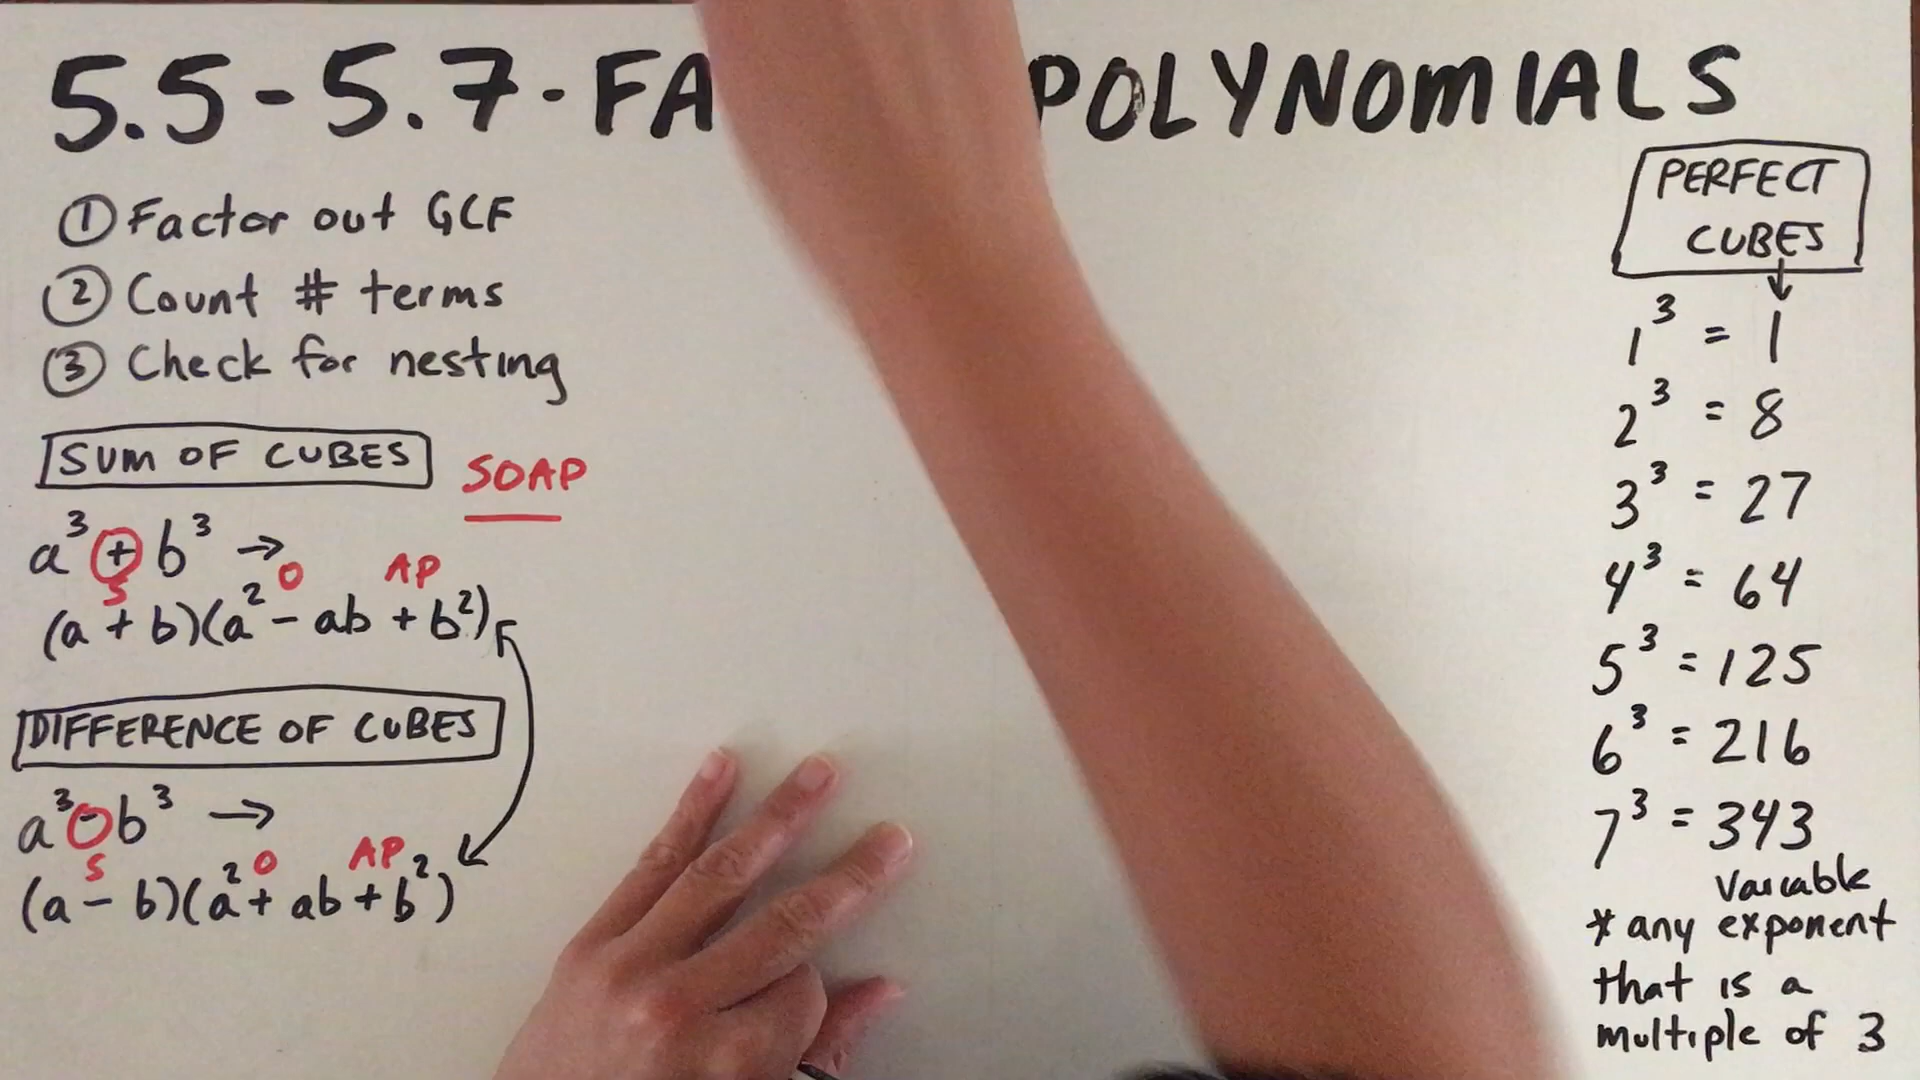 5.5-5.7-FA POLYNOMIALS
① Factor out GCF
② Count # terms
③ Check for nesting
SUM OF CUBES
SOAP
a³ + b³ →
S O AP
(a + b)(a² - ab + b²)
DIFFERENCE OF CUBES
a³ - b³ →
S O AP
(a - b)(a² + ab + b²)
PERFECT
CUBES
1³ = 1
2³ = 8
3³ = 27
4³ = 64
5³ = 125
6³ = 216
7³ = 343
variable
* any exponent
that is a
multiple of 3